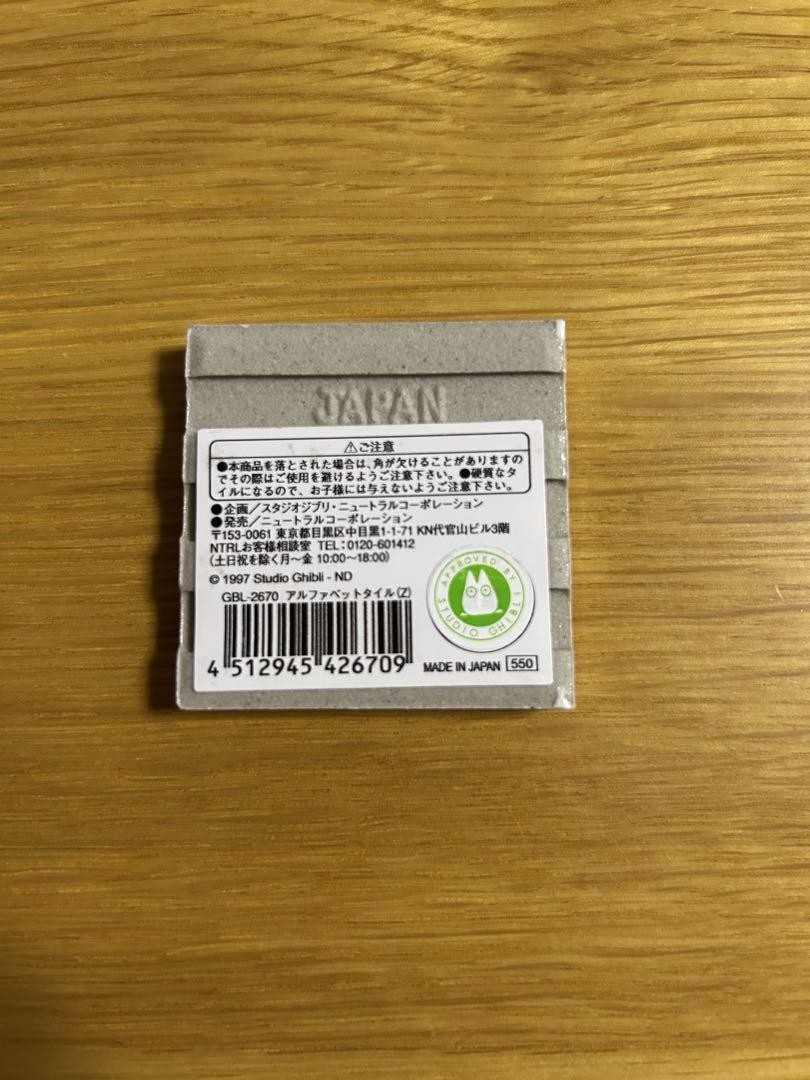 JAPAN
⚠ご注意
●本商品を落とされた場合は、角が欠けることがありますの
でその際はご使用を避けるようご注意下さい。●硬質なタ
イルになるので、お子様には与えないようご注意下さい。
●企画／スタジオジブリ・ニュートラルコーポレーション
●発売／ニュートラルコーポレーション
〒153-0061 東京都目黒区中目黒1-1-71 KN代官山ビル3階
NTRLお客様相談室 TEL：0120-601412
(土日祝を除く月～金 10:00～18:00)
© 1997 Studio Ghibli - ND
GBL-2670 アルファベットタイル(Z)
4 512945 426709
APPROVED BY
STUDIO GHIBLI
MADE IN JAPAN 550